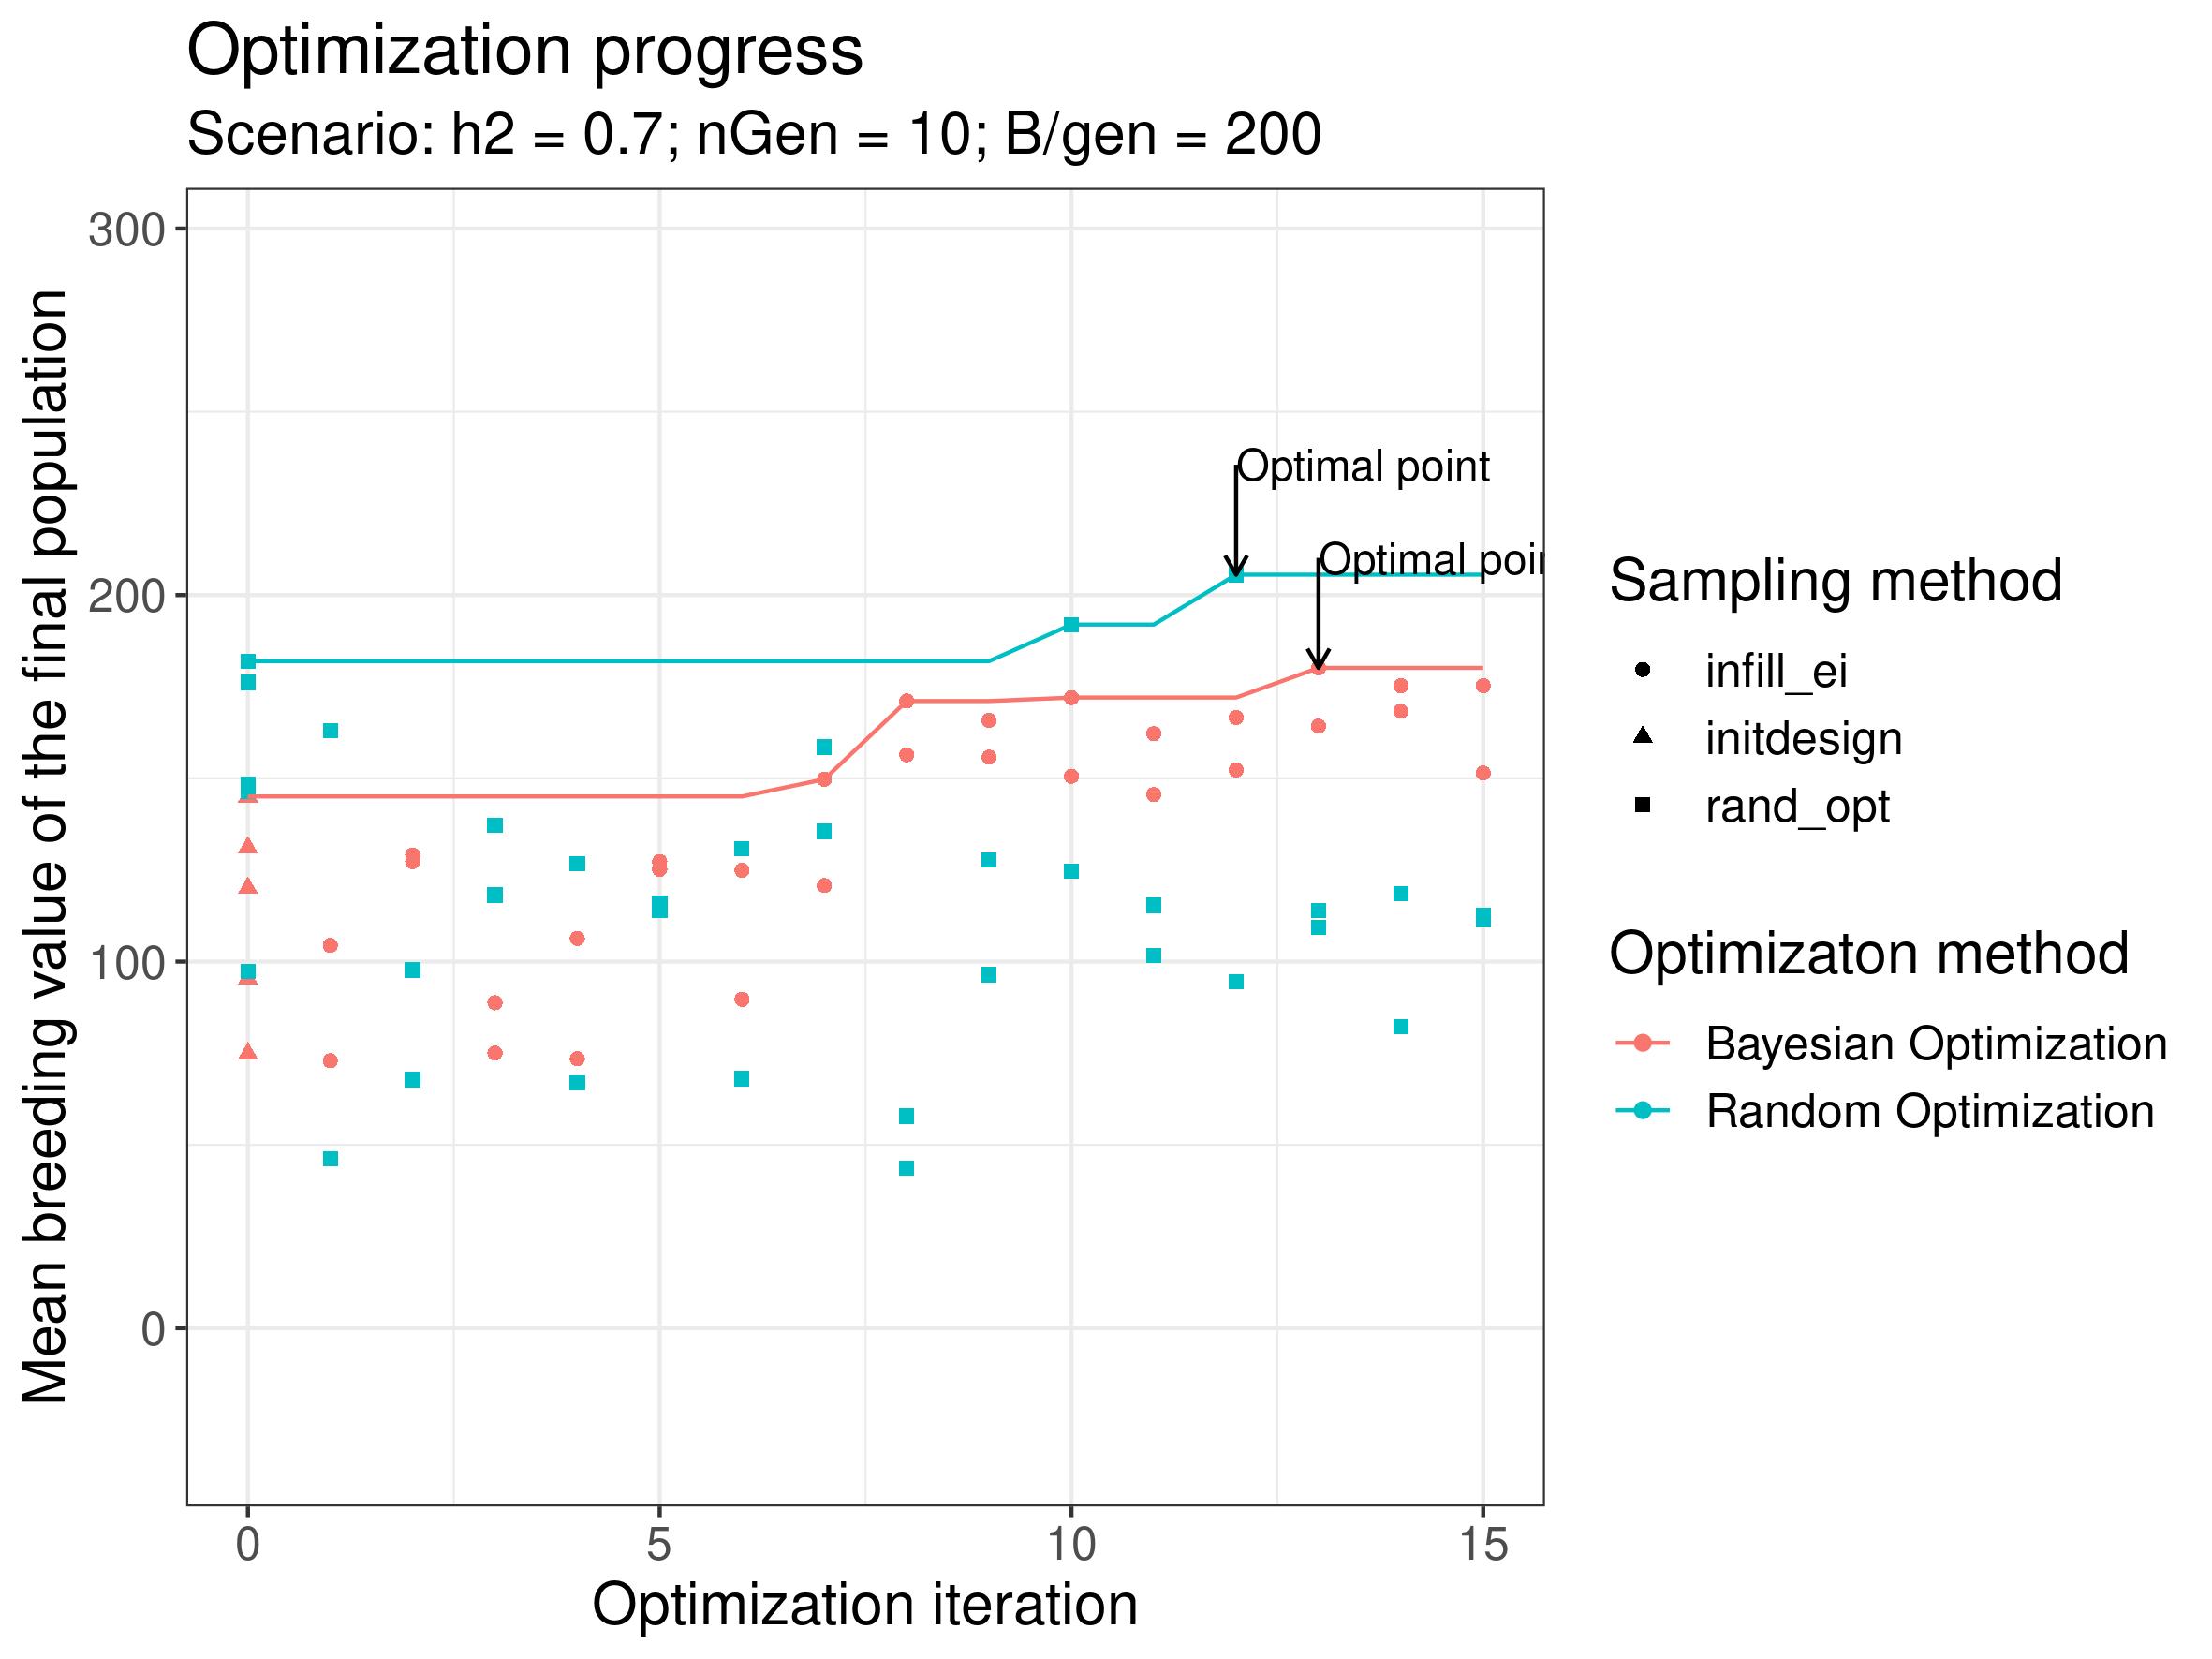 Optimization progress
Scenario: h2 = 0.7; nGen = 10; B/gen = 200
Mean breeding value of the final population
300
200
100
0
Optimal point
Optimal poin
0
5
10
15
Optimization iteration
Sampling method
infill_ei
initdesign
rand_opt
Optimizaton method
Bayesian Optimization
Random Optimization